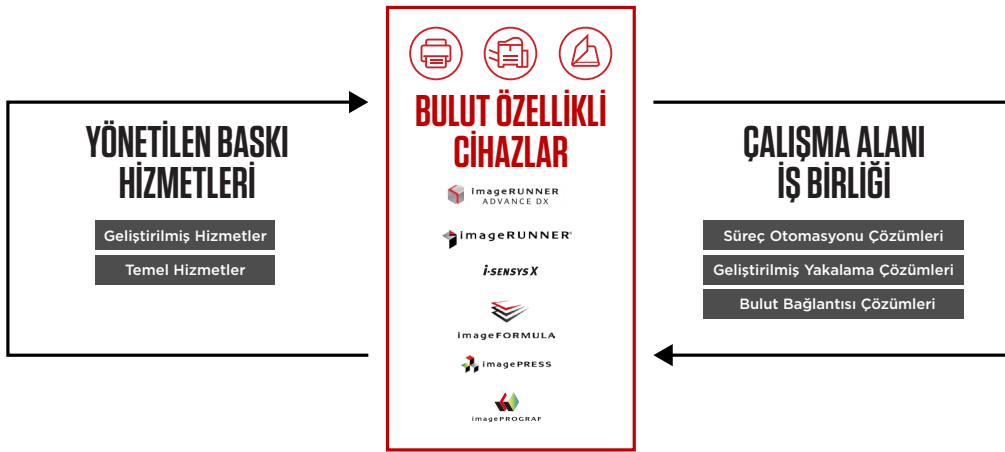 YÖNETİLEN BASKI
HİZMETLERİ
Geliştirilmiş Hizmetler
Temel Hizmetler
BULUT ÖZELLİKLİ
CİHAZLAR
imageRUNNER
ADVANCE DX
imageRUNNER®
i-SENSYS X
imageFORMULA
imagePRESS
imagePROGRAF
ÇALIŞMA ALANI
İŞ BİRLİĞİ
Süreç Otomasyonu Çözümleri
Geliştirilmiş Yakalama Çözümleri
Bulut Bağlantısı Çözümleri